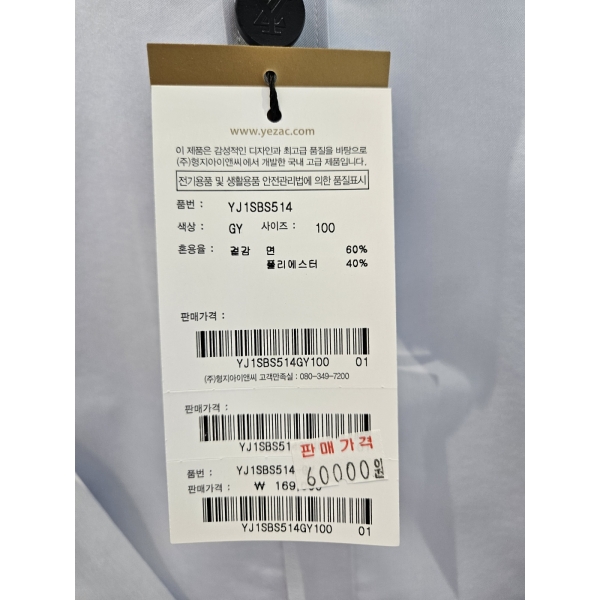 www.yezac.com
이 제품은 감성적인 디자인과 최고급 품질을 바탕으로
(주)형지아이앤씨에서 개발한 국내 고급 제품입니다.
전기용품 및 생활용품 안전관리법에 의한 품질표시
품번 : YJ1SBS514
색상 : GY 사이즈 : 100
혼용율 : 겉감 면 60%
폴리에스터 40%
판매가격 :
YJ1SBS514GY100 01
(주)형지아이앤씨 고객만족실 : 080-349-7200
판매가격 :
YJ1SBS51
판매가격
60000원
품번 : YJ1SBS514
판매가격 : ₩ 169,
YJ1SBS514GY100 01